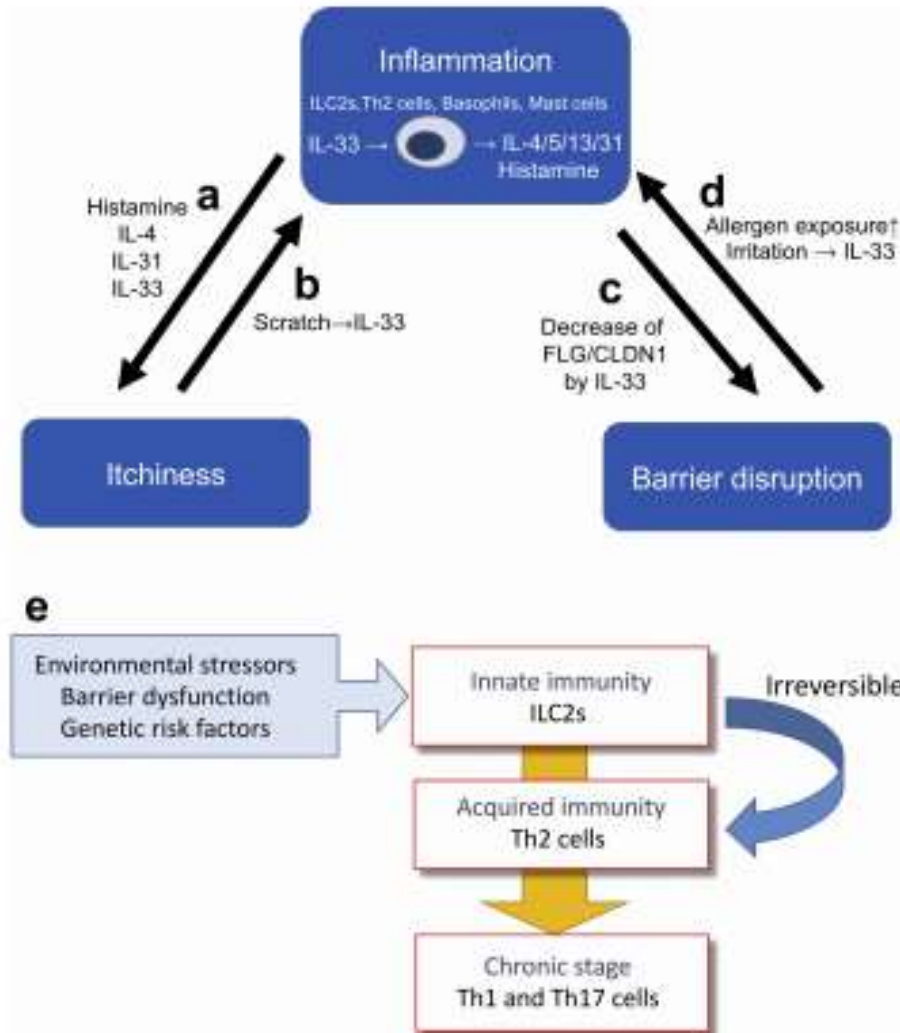 Inflammation
ILC2s,Th2 cells, Basophils, Mast cells
IL-33 → → IL-4/5/13/31
Histamine
a
Histamine
IL-4
IL-31
IL-33
b
Scratch→IL-33
c
Decrease of
FLG/CLDN1
by IL-33
d
Allergen exposure↑
Irritation → IL-33
Itchiness
Barrier disruption
e
Environmental stressors
Barrier dysfunction
Genetic risk factors
Innate immunity
ILC2s
Irreversible
Acquired immunity
Th2 cells
Chronic stage
Th1 and Th17 cells